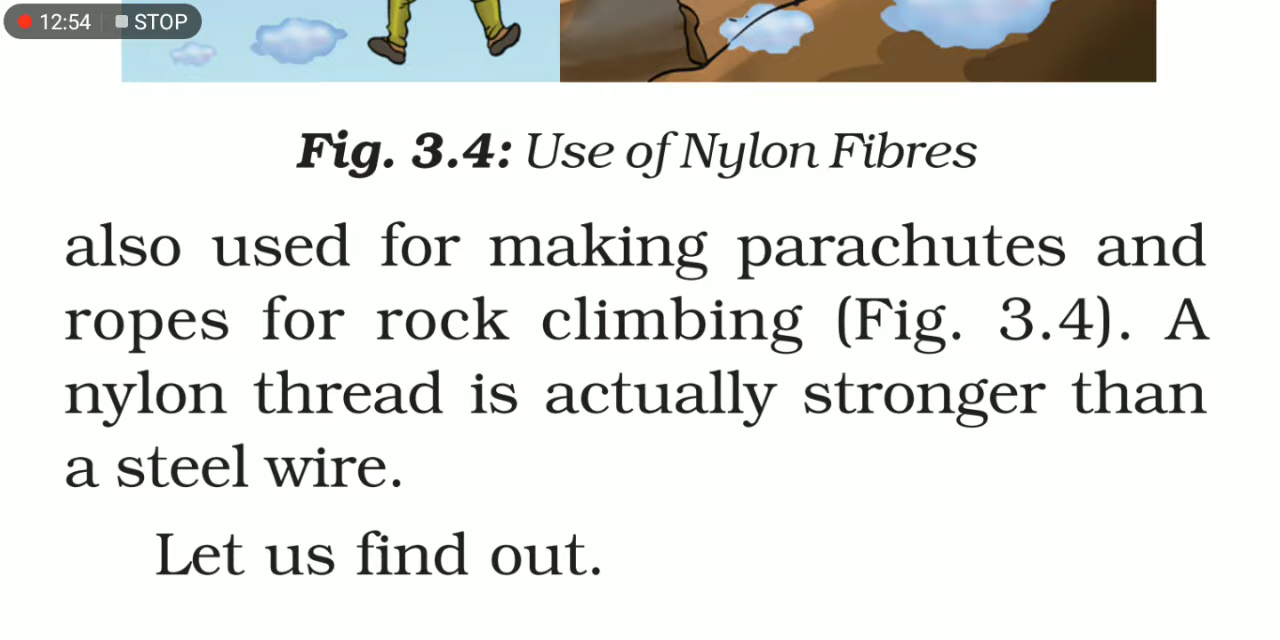 12:54 STOP
Fig. 3.4: Use of Nylon Fibres
also used for making parachutes and
ropes for rock climbing (Fig. 3.4). A
nylon thread is actually stronger than
a steel wire.
Let us find out.